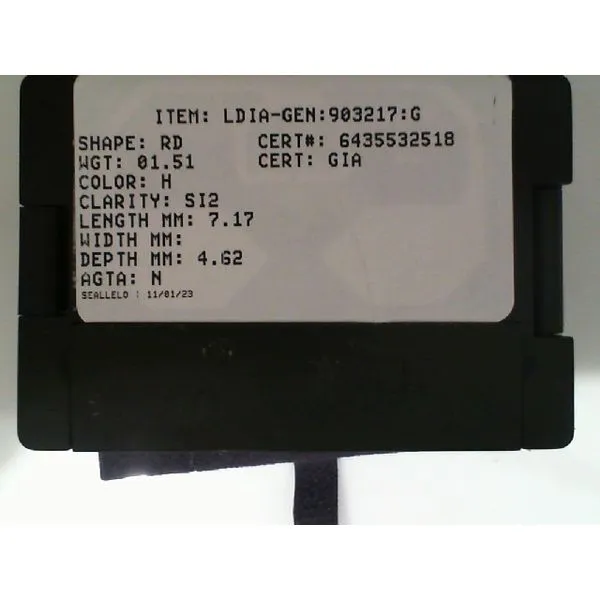 ITEM: LDIA-GEN:903217:G
SHAPE: RD CERT#: 6435532518
WGT: 01.51 CERT: GIA
COLOR: H
CLARITY: SI2
LENGTH MM: 7.17
WIDTH MM:
DEPTH MM: 4.62
AGTA: N
SEALLELD : 11/01/23